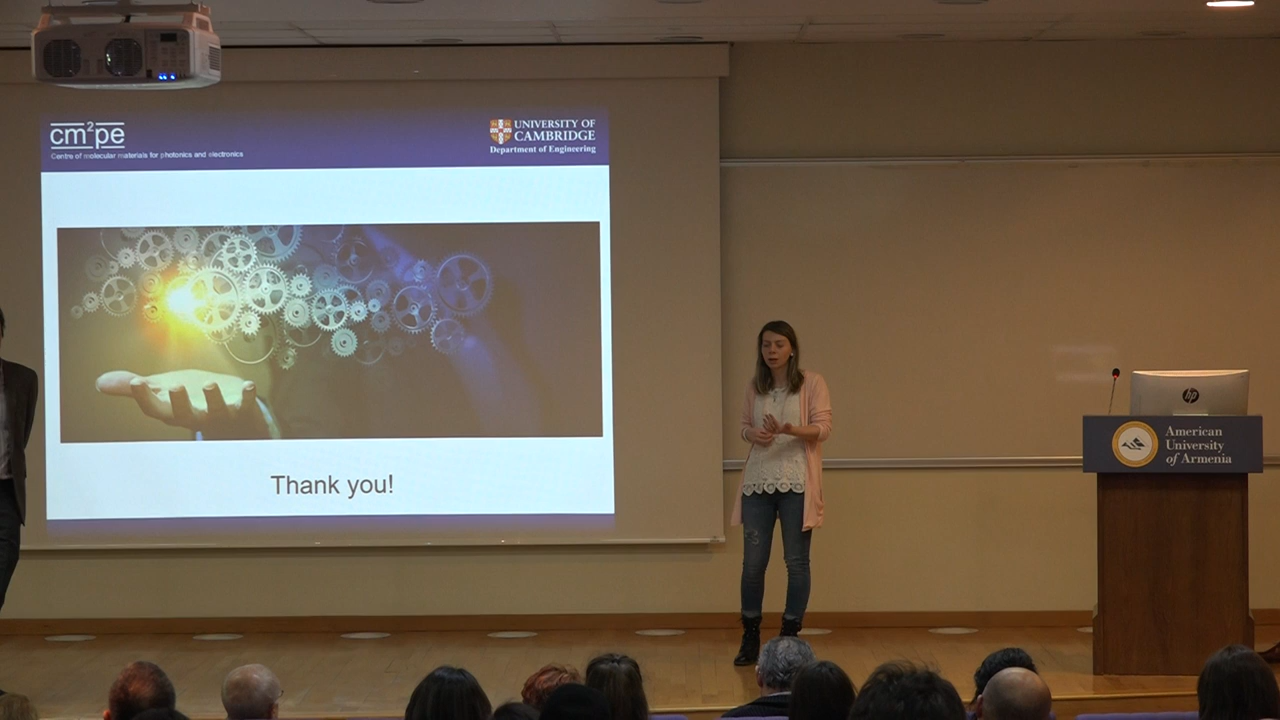 cm²pe
Centre of molecular materials for photonics and electronics
UNIVERSITY OF
CAMBRIDGE
Department of Engineering
Thank you!
hp
American
University
of Armenia